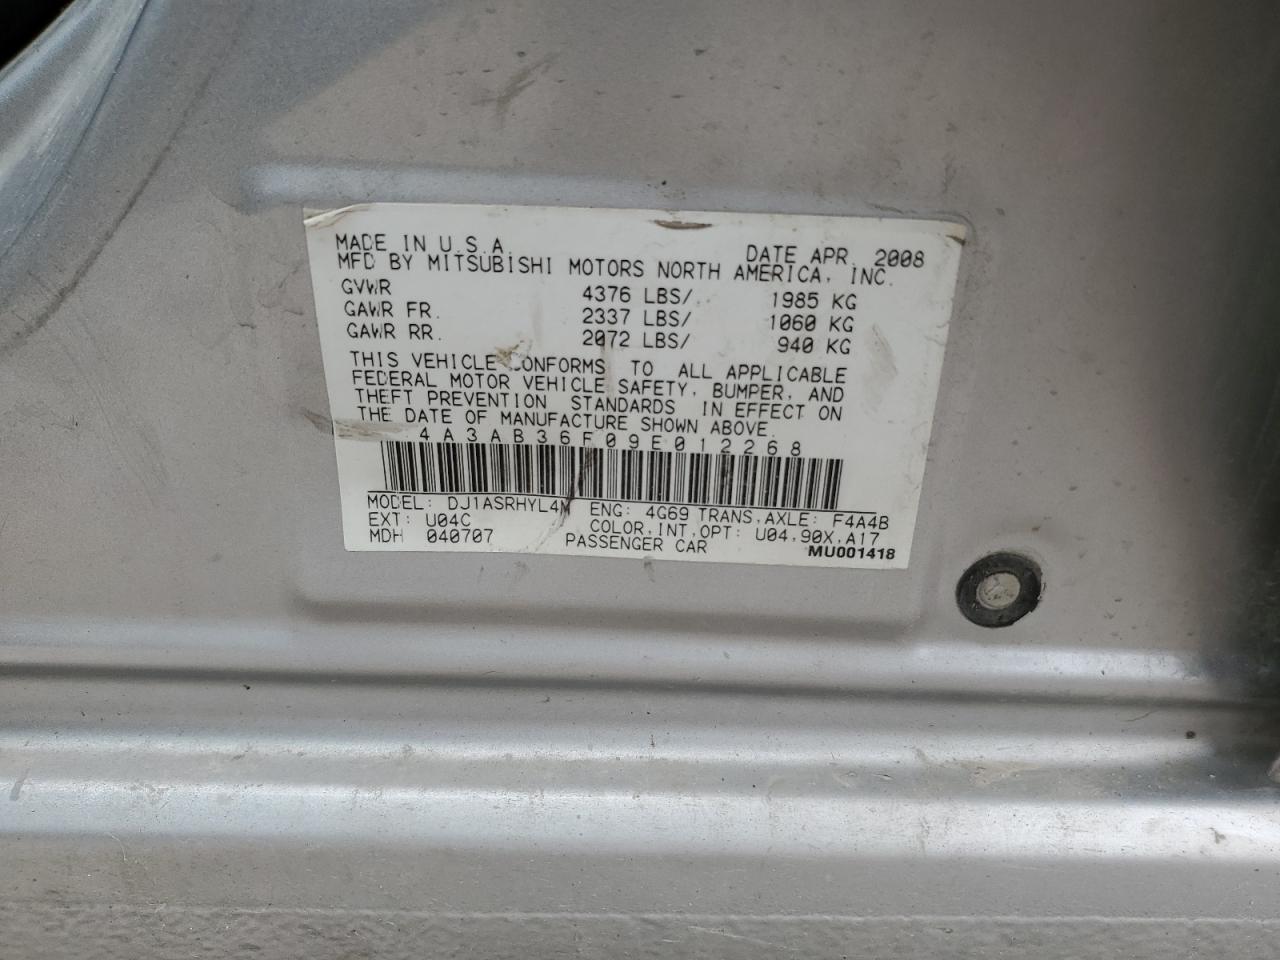 MADE IN U.S.A. DATE APR. 2008
MFD BY MITSUBISHI MOTORS NORTH AMERICA, INC.
GVWR 4376 LBS/ 1985 KG
GAWR FR. 2337 LBS/ 1060 KG
GAWR RR. 2072 LBS/ 940 KG
THIS VEHICLE CONFORMS TO ALL APPLICABLE
FEDERAL MOTOR VEHICLE SAFETY, BUMPER, AND
THEFT PREVENTION STANDARDS IN EFFECT ON
THE DATE OF MANUFACTURE SHOWN ABOVE.
4A3AB36F09E012268
MODEL: DJ1ASRHYL4M ENG: 4G69 TRANS,AXLE: F4A4B
EXT: U04C COLOR,INT,OPT: U04,90X,A17
MDH 040707 PASSENGER CAR MU001418